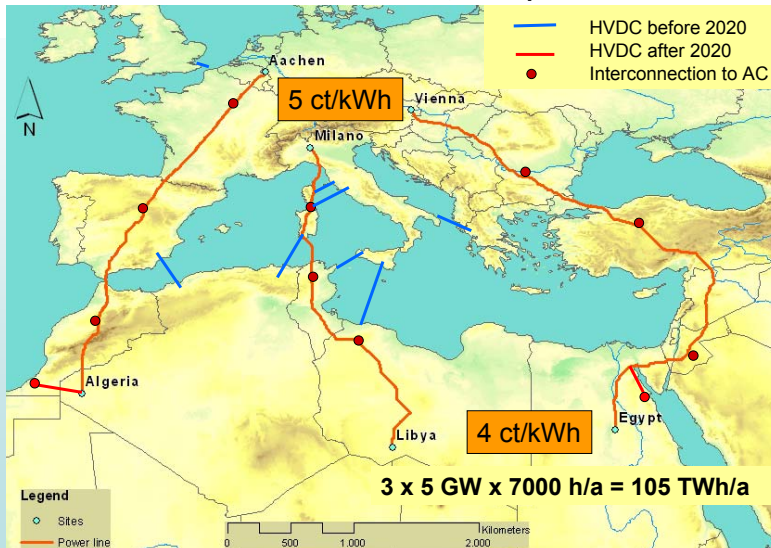 HVDC before 2020
HVDC after 2020
Interconnection to AC
N
Aachen
5 ct/kWh
Vienna
Milano
Algeria
Libya
4 ct/kWh
Egypt
3 x 5 GW x 7000 h/a = 105 TWh/a
Legend
Sites
Power line
Kilometers
0 500 1.000 2.000